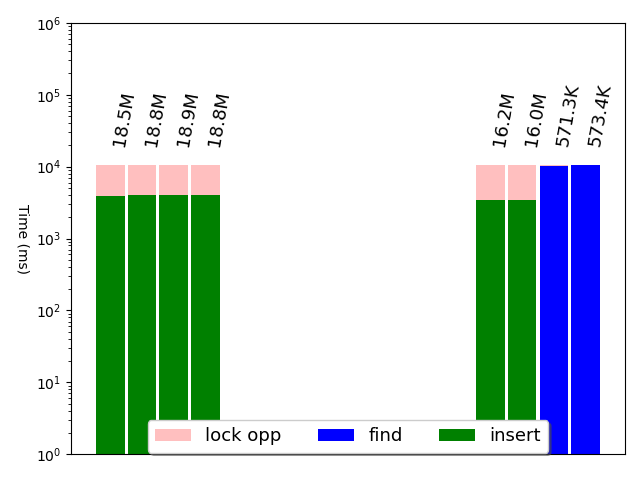 10^6
10^5
10^4
10^3
10^2
10^1
10^0
Time (ms)
18.5M
18.8M
18.9M
18.8M
16.2M
16.0M
571.3K
573.4K
lock opp
find
insert